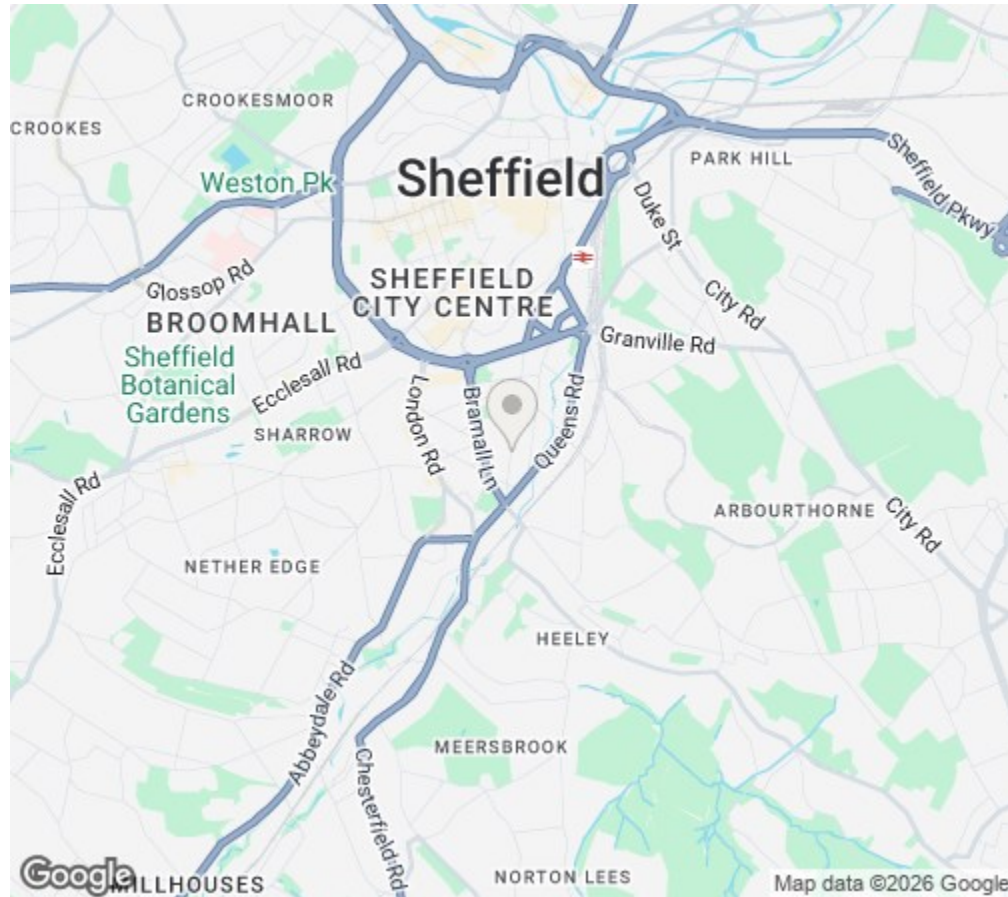 CROOKESMOOR
CROOKES
Sheffield
PARK HILL
Sheffield Pkwy
Weston Pk
Duke St
SHEFFIELD
CITY CENTRE
Glossop Rd
City Rd
BROOMHALL
Granville Rd
Sheffield
Botanical
Gardens
Ecclesall Rd
London Rd
Bramall Ln
Queens Rd
SHARROW
Ecclesall Rd
ARBOURTHORNE
City Rd
NETHER EDGE
HEELEY
Abbeydale Rd
MEERSBROOK
Chesterfield Rd
Google
MILLHOUSES
NORTON LEES
Map data ©2026 Google